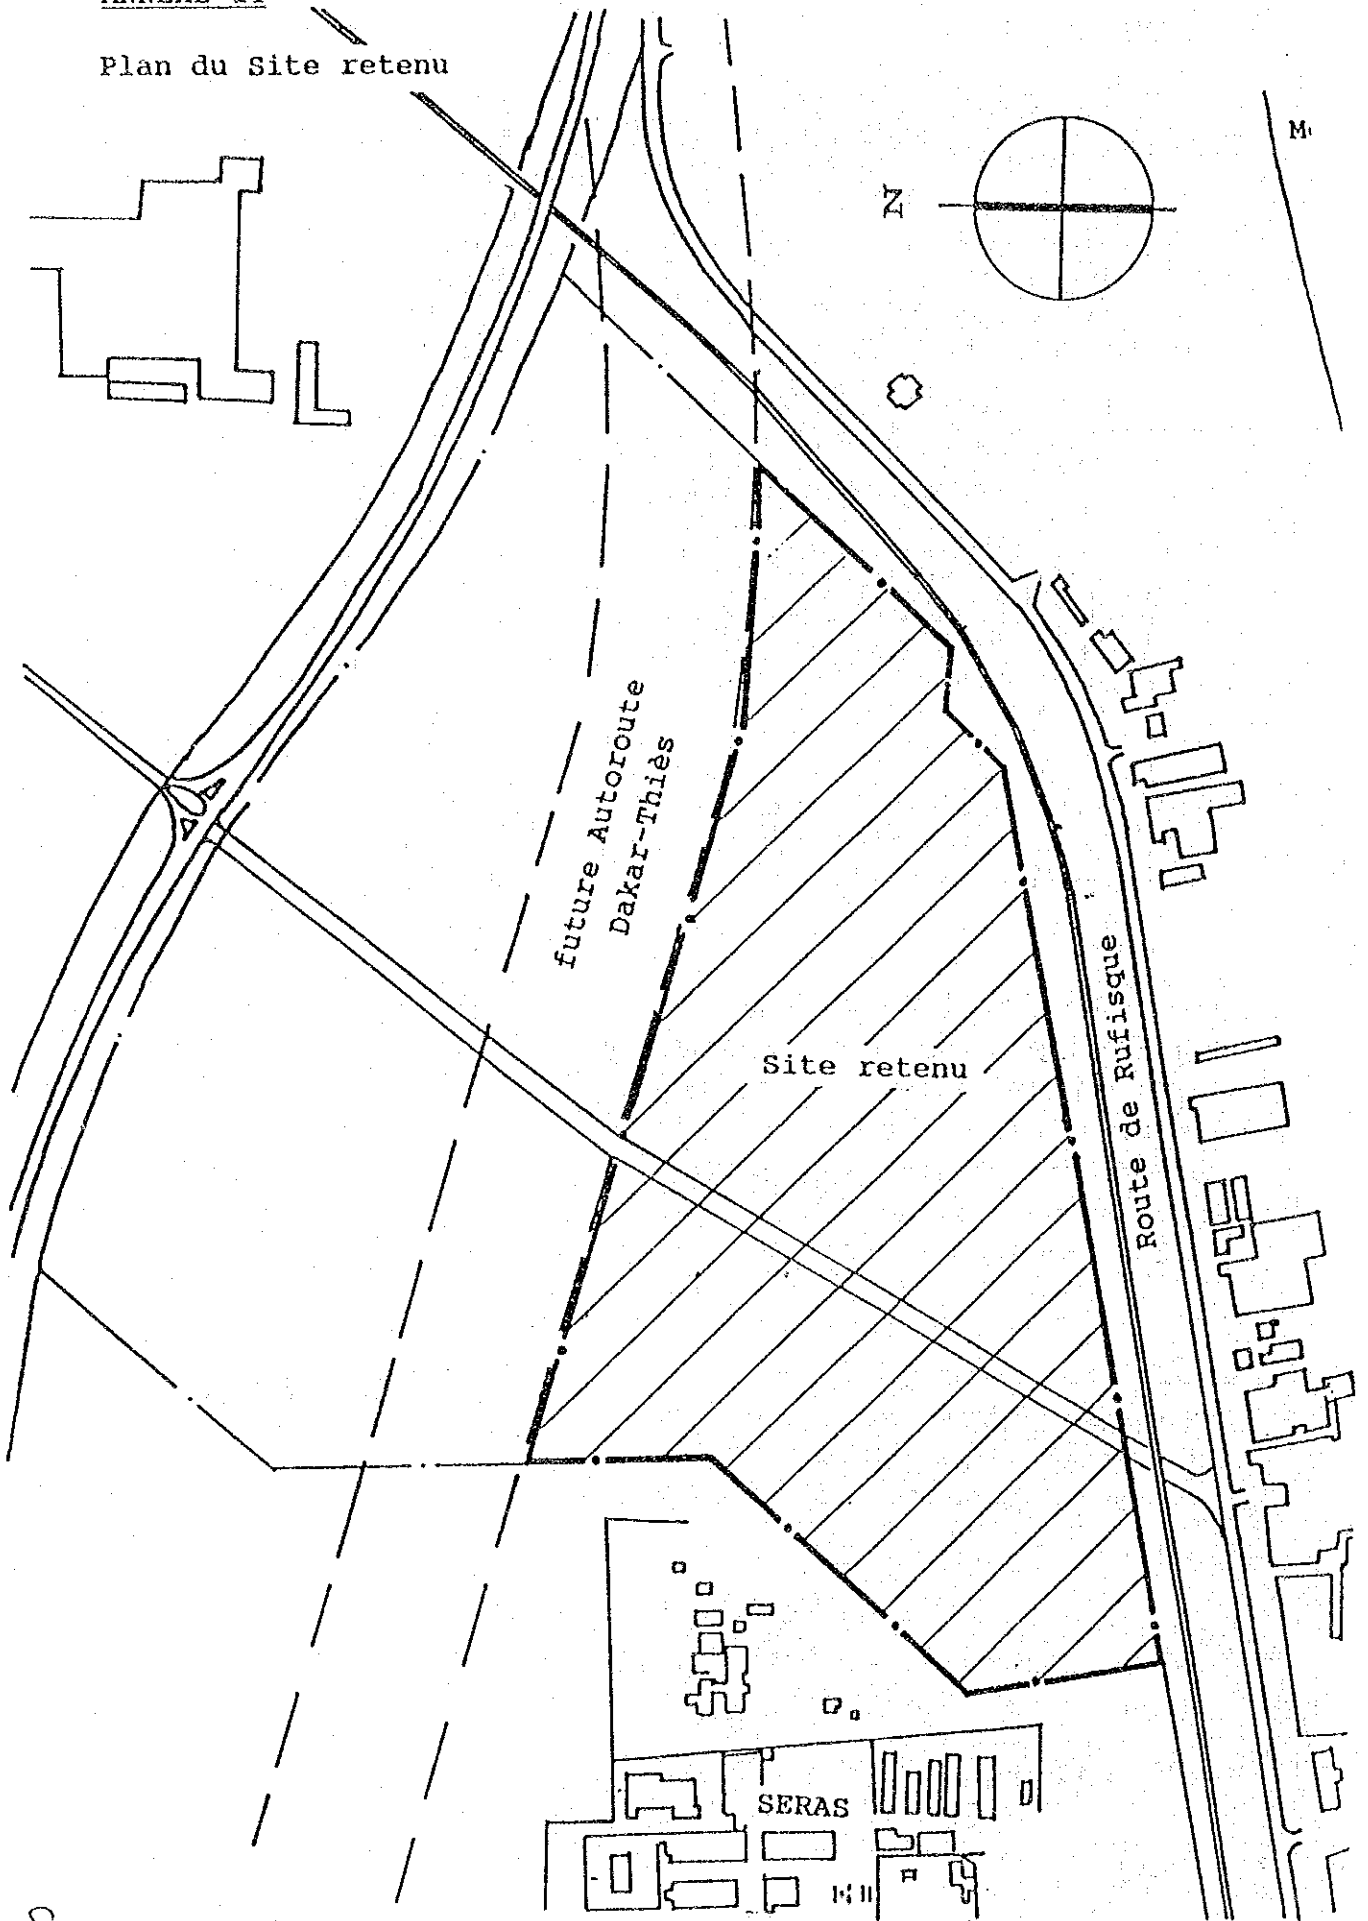 Plan du Site retenu
N
future Autoroute
Dakar-Thiès
Site retenu
Route de Rufisque
SERAS